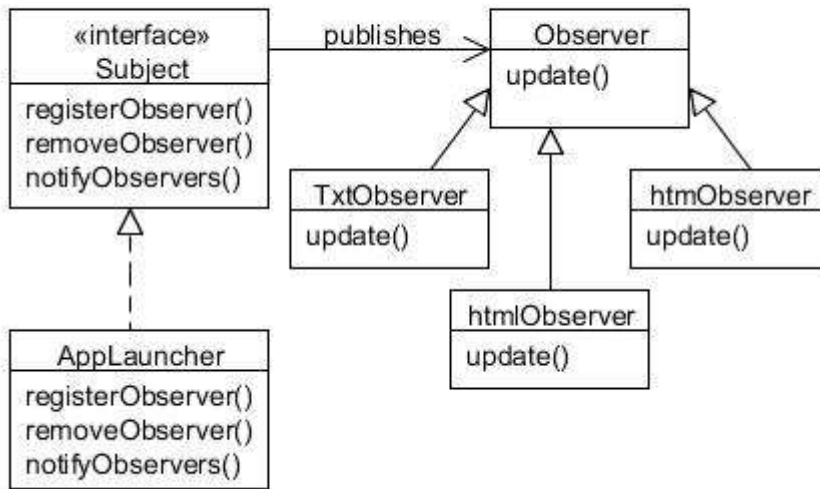 «interface»
Subject
registerObserver()
removeObserver()
notifyObservers()
publishes
Observer
update()
TxtObserver
update()
htmObserver
update()
htmlObserver
update()
AppLauncher
registerObserver()
removeObserver()
notifyObservers()